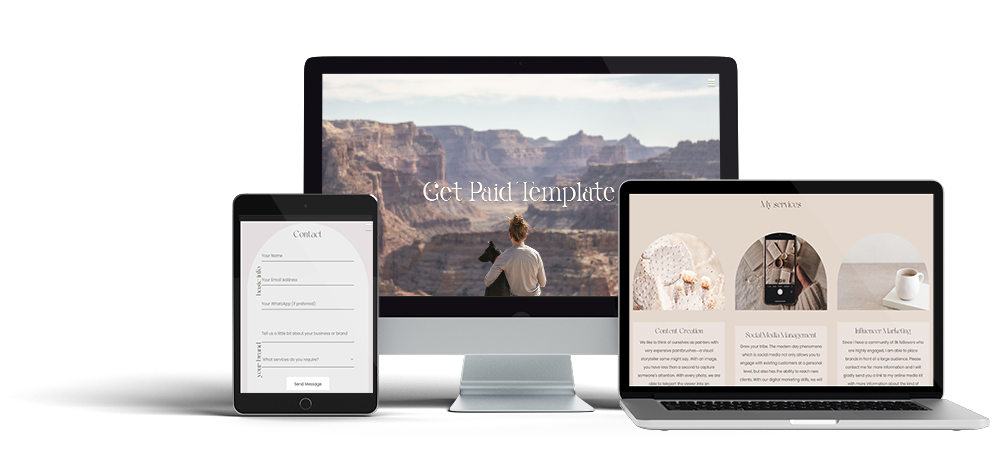 Get Paid Template
Contact
basic info
Your Name
Your Email Address
Your WhatsApp (if preferred)
your brand
Tell us a little bit about your business or brand
What services do you require?
Send Message
My services
Content Creation
We like to think of ourselves as painters with
very expensive paintbrushes—a visual
storyteller some might say. With an image,
you have less than a second to capture
someone's attention. With every photo, we are
able to teleport the viewer into an
Social Media Management
Grow your tribe. The modern-day phenomena
which is social media not only allows you to
engage with existing customers at a personal
level, but also has the ability to reach new
clients. With our digital marketing skills, we will
Influencer Marketing
Since I have a community of 8k followers who
are highly engaged, I am able to place
brands in front of a large audience. Please
contact me for more information and I will
gladly send you a link to my online media kit
with more information about the kind of